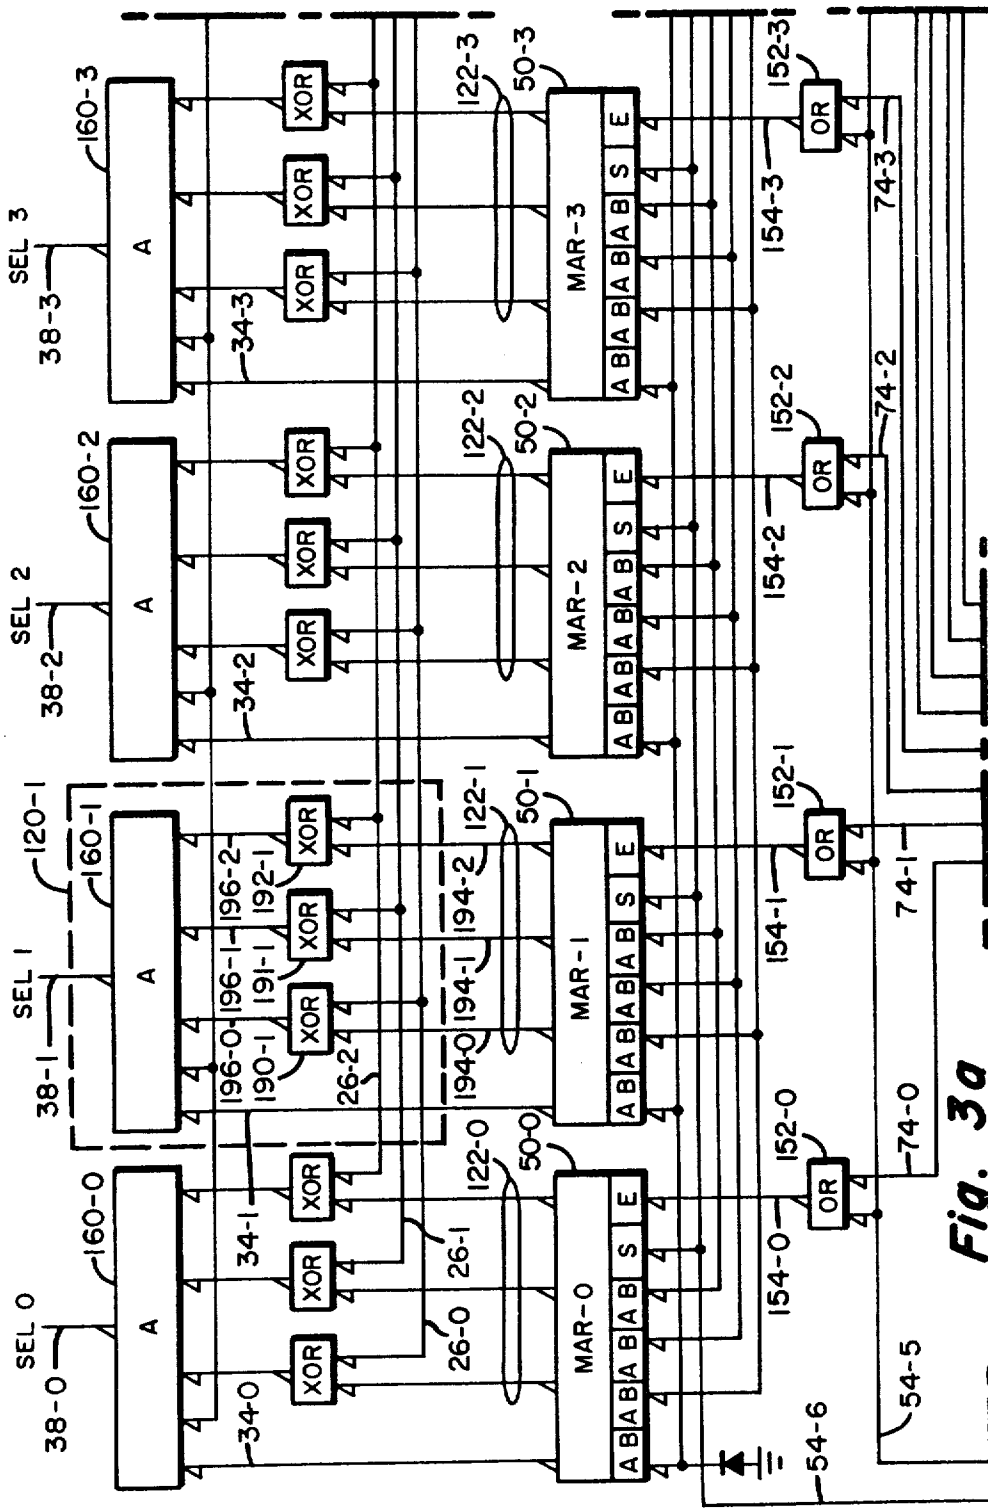 SEL 0
SEL 1
SEL 2
SEL 3
38-0
160-0
38-1
160-1
120-1
38-2
160-2
38-3
160-3
A
A
A
A
34-0
34-1
34-2
34-3
196-0
196-1
196-2
190-1
191-1
192-1
XOR
XOR
XOR
XOR
XOR
XOR
XOR
XOR
XOR
XOR
XOR
XOR
26-0
26-1
26-2
194-0
194-1
194-2
122-0
122-1
122-2
122-3
50-0
50-1
50-2
50-3
MAR-0
MAR-1
MAR-2
MAR-3
A B A B A B A B S E
A B A B A B A B S E
A B A B A B A B S E
A B A B A B A B S E
154-0
154-1
154-2
154-3
152-0
152-1
152-2
152-3
OR
OR
OR
OR
74-0
74-1
74-2
74-3
54-5
54-6
Fig. 3a